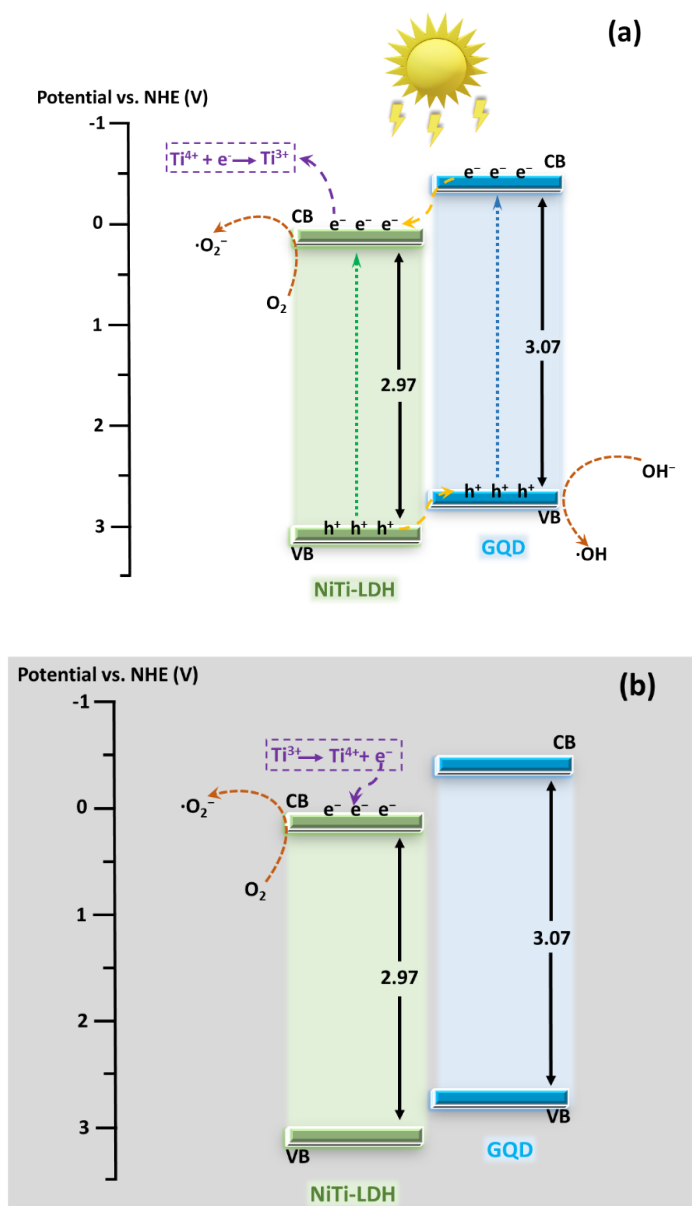 (a)
Potential vs. NHE (V)
-1
Ti⁴⁺ + e⁻ → Ti³⁺
e⁻ e⁻ e⁻
CB
0
CB
e⁻ e⁻ e⁻
·O₂⁻
O₂
1
3.07
2.97
2
OH⁻
h⁺ h⁺ h⁺
3
h⁺ h⁺ h⁺
VB
VB
·OH
GQD
NiTi-LDH
(b)
Potential vs. NHE (V)
-1
CB
Ti³⁺ → Ti⁴⁺ + e⁻
0
·O₂⁻
CB
e⁻ e⁻ e⁻
O₂
1
3.07
2.97
2
3
VB
VB
GQD
NiTi-LDH